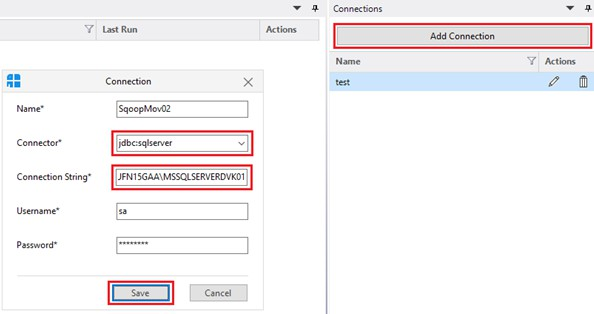 Last Run Actions
Connection
Name* SqoopMov02
Connector* jdbc:sqlserver
Connection String* JFN15GAA\MSSQLSERVERDVK01
Username* sa
Password* ********
Save Cancel
Connections
Add Connection
Name Actions
test